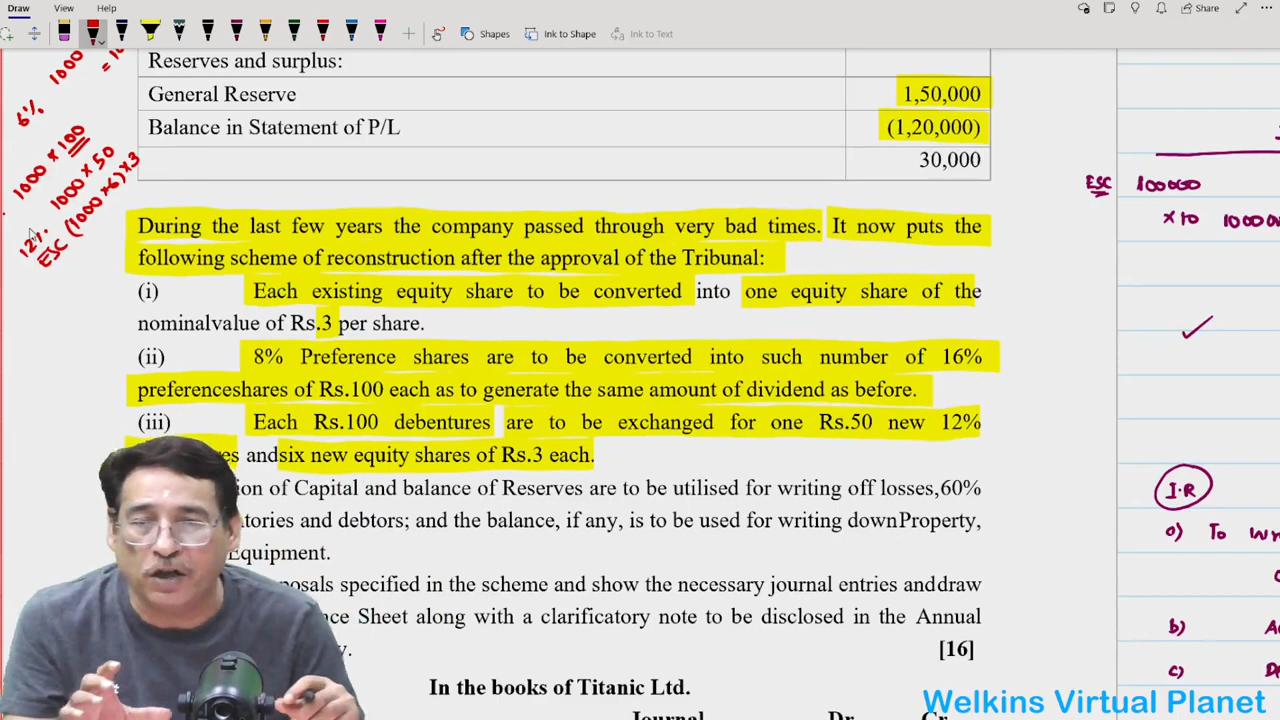 Draw View Help Share
Shapes Ink to Shape Ink to Text
Reserves and surplus:
General Reserve 1,50,000
Balance in Statement of P/L (1,20,000)
30,000
1000
6%
1000 × 100
1000 × 50
12%
ESC (1000 × 6) × 3
During the last few years the company passed through very bad times. It now puts the
following scheme of reconstruction after the approval of the Tribunal:
(i) Each existing equity share to be converted into one equity share of the
nominalvalue of Rs.3 per share.
(ii) 8% Preference shares are to be converted into such number of 16%
preferenceshares of Rs.100 each as to generate the same amount of dividend as before.
(iii) Each Rs.100 debentures are to be exchanged for one Rs.50 new 12%
es andsix new equity shares of Rs.3 each.
ion of Capital and balance of Reserves are to be utilised for writing off losses,60%
tories and debtors; and the balance, if any, is to be used for writing downProperty,
Equipment.
posals specified in the scheme and show the necessary journal entries anddraw
nce Sheet along with a clarificatory note to be disclosed in the Annual
y. [16]
In the books of Titanic Ltd.
Journal Dr. Cr.
ESC 100000
× 10 100000
I.R
a) To wr
b) A
c) D
Welkins Virtual Planet